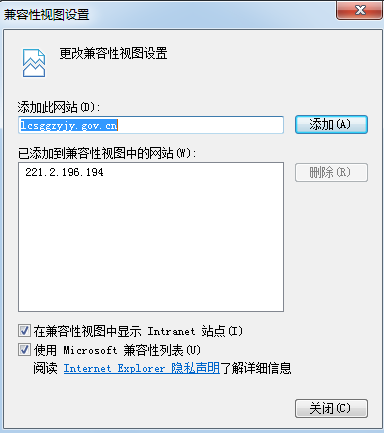 兼容性视图设置
更改兼容性视图设置
添加此网站(D):
lcsggzyjy.gov.cn
添加(A)
已添加到兼容性视图中的网站(W):
221.2.196.194
删除(R)
在兼容性视图中显示 Intranet 站点(I)
使用 Microsoft 兼容性列表(U)
阅读 Internet Explorer 隐私声明了解详细信息
关闭(C)